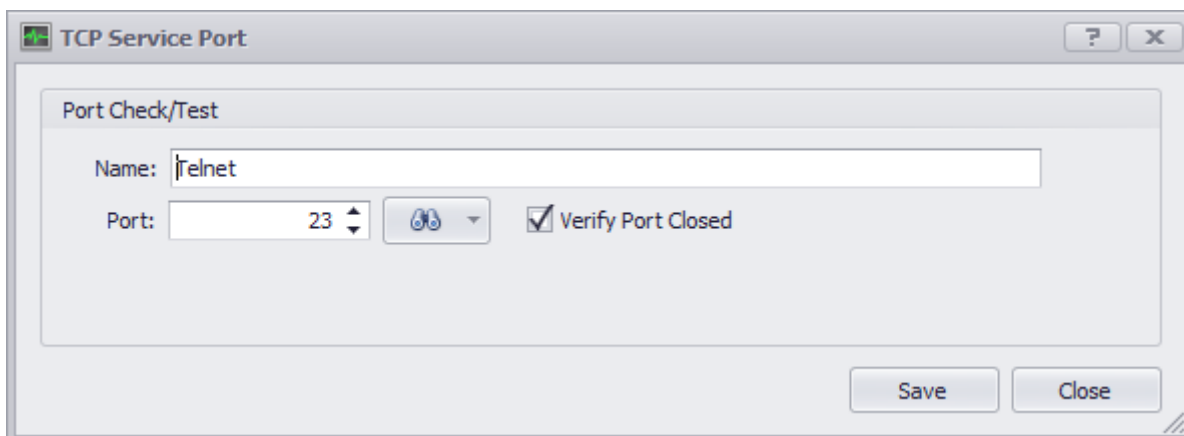 TCP Service Port
Port Check/Test
Name: Telnet
Port: 23 Verify Port Closed
Save Close